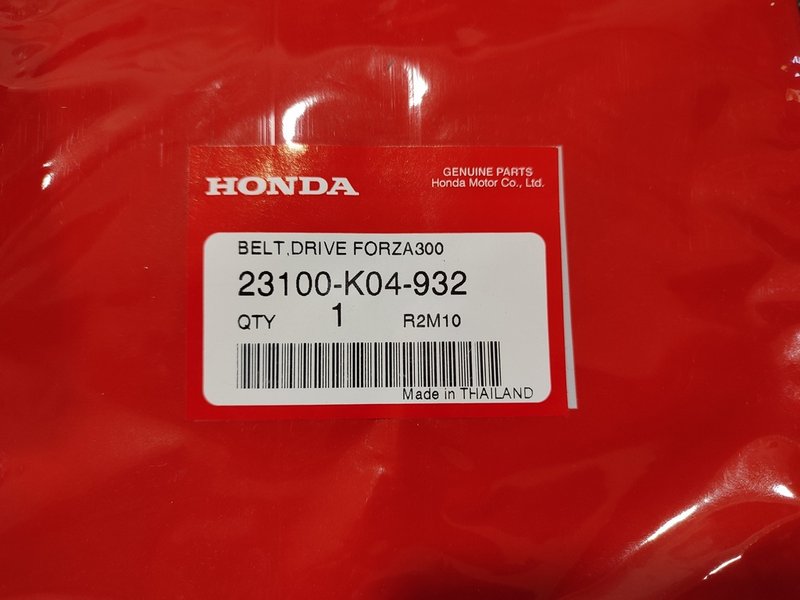 HONDA
GENUINE PARTS
Honda Motor Co., Ltd.
BELT,DRIVE FORZA300
23100-K04-932
QTY 1 R2M10
Made in THAILAND